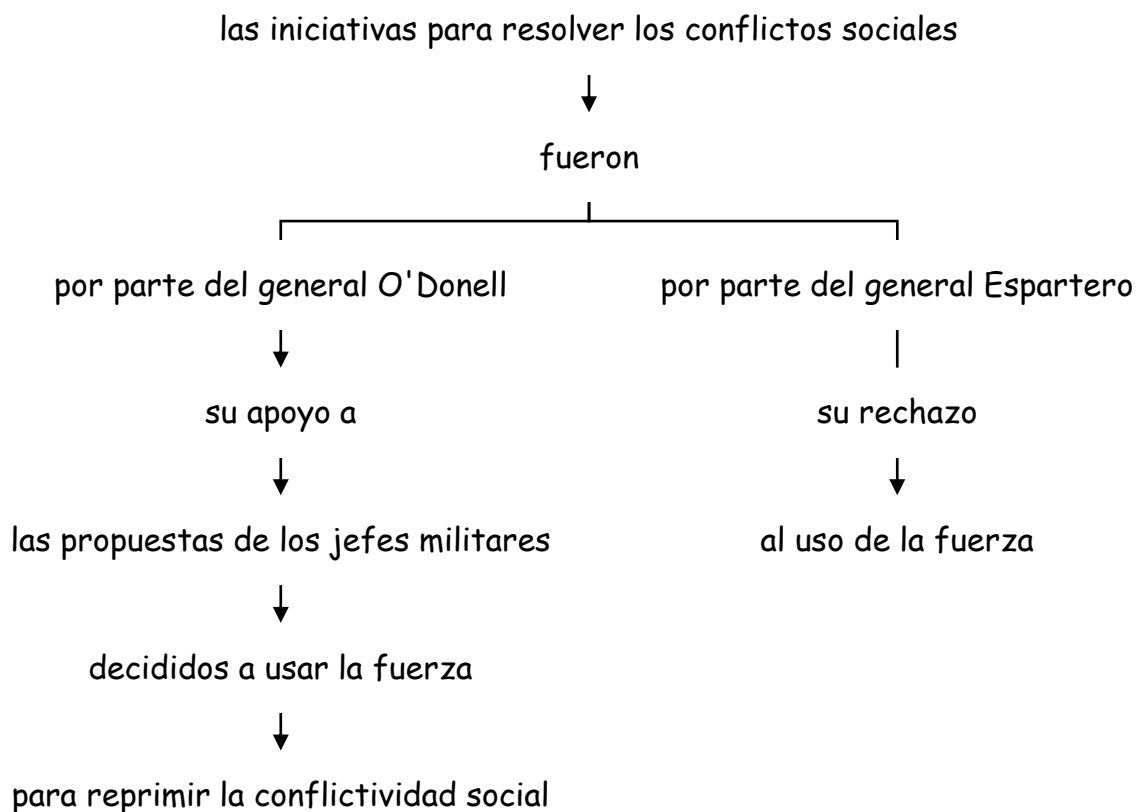 las iniciativas para resolver los conflictos sociales
fueron
por parte del general O'Donell
su apoyo a
las propuestas de los jefes militares
decididos a usar la fuerza
para reprimir la conflictividad social
por parte del general Espartero
su rechazo
al uso de la fuerza